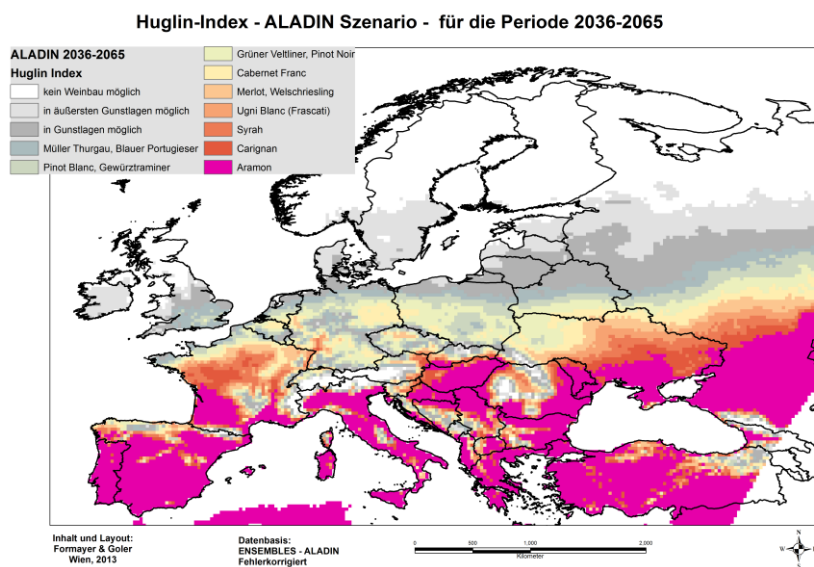 Huglin-Index - ALADIN Szenario - für die Periode 2036-2065
ALADIN 2036-2065
Huglin Index
kein Weinbau möglich
in äußersten Gunstlagen möglich
in Gunstlagen möglich
Müller Thurgau, Blauer Portugieser
Pinot Blanc, Gewürztraminer
Grüner Veltliner, Pinot Noir
Cabernet Franc
Merlot, Welschriesling
Ugni Blanc (Frascati)
Syrah
Carignan
Aramon
Inhalt und Layout:
Formayer & Goler
Wien, 2013
Datenbasis:
ENSEMBLES - ALADIN
Fehlerkorrigiert
0 500 1.000 2.000
Kilometer
N
W E
S